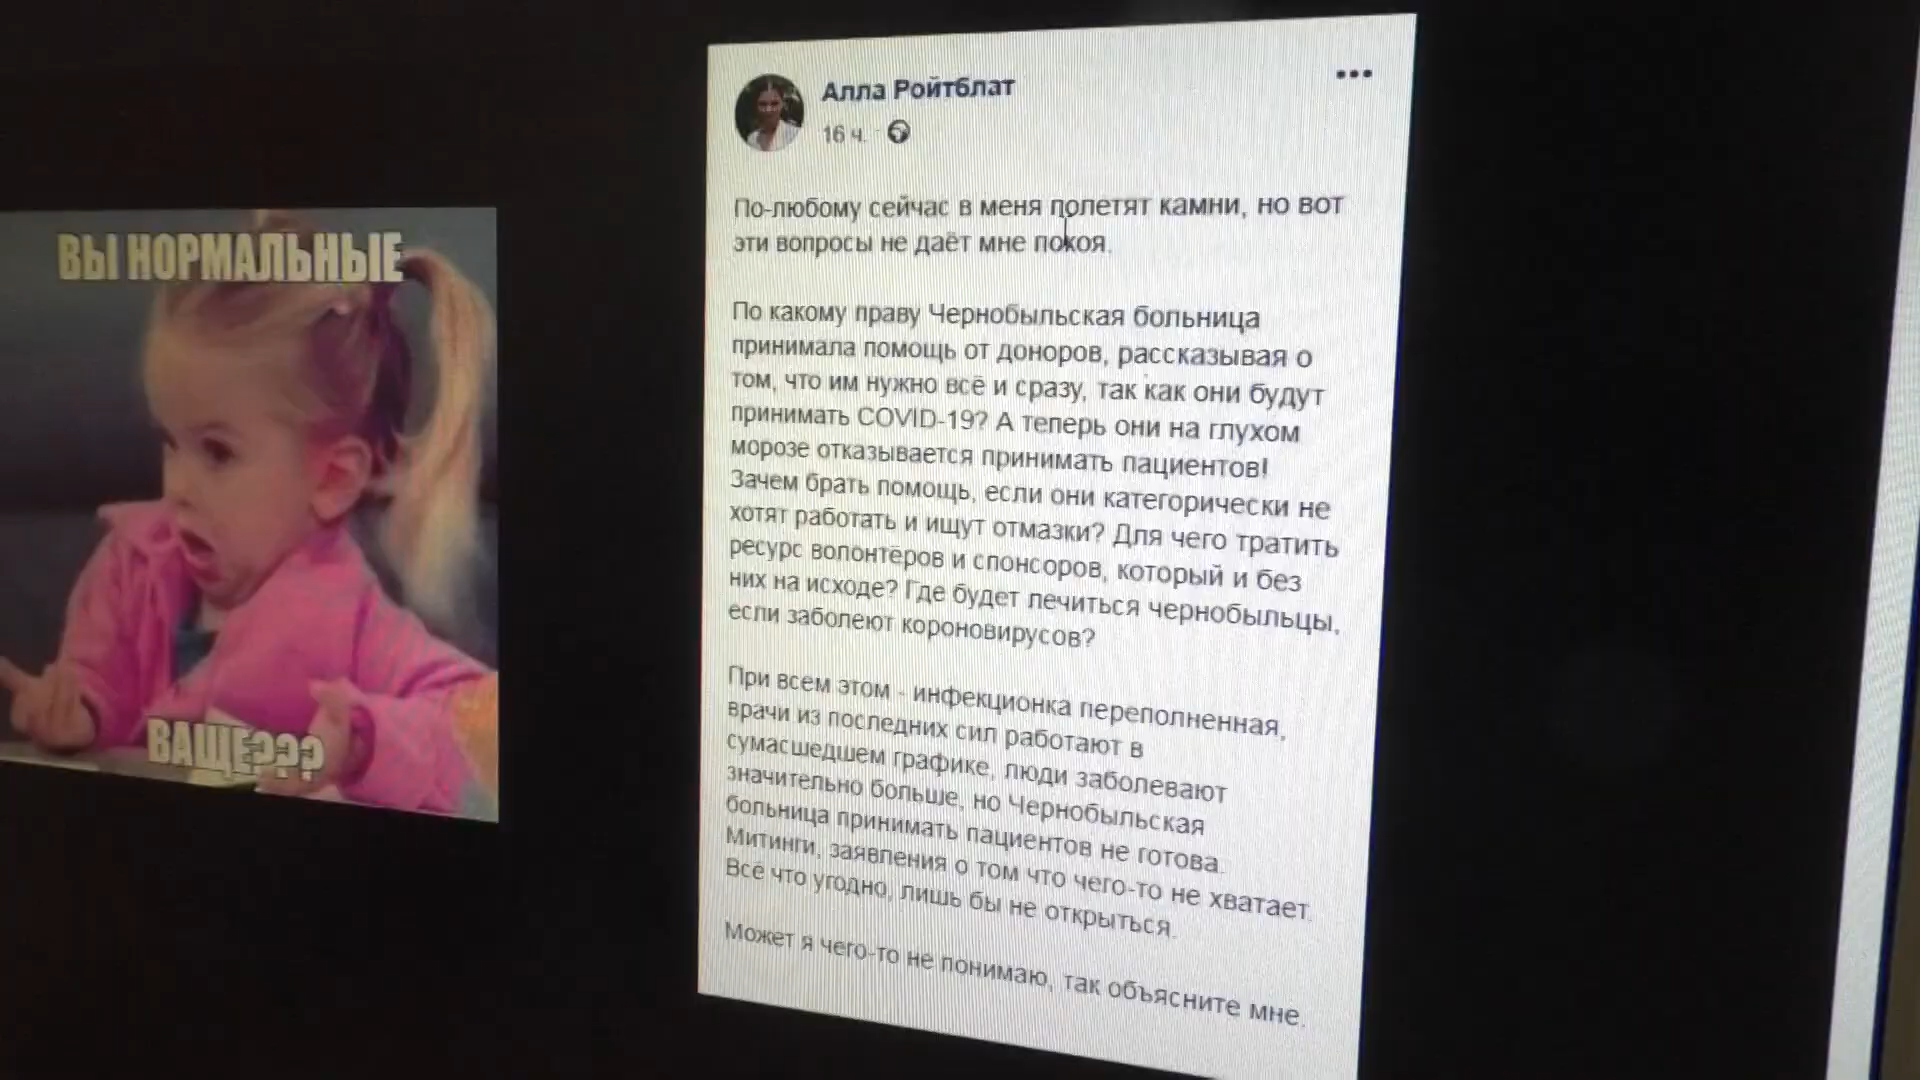 ВЫ НОРМАЛЬНЫЕ
ВАЩЕ???
Алла Ройтблат
16 ч.
По-любому сейчас в меня полетят камни, но вот
эти вопросы не даёт мне покоя.
По какому праву Чернобыльская больница
принимала помощь от доноров, рассказывая о
том, что им нужно всё и сразу, так как они будут
принимать COVID-19? А теперь они на глухом
морозе отказывается принимать пациентов!
Зачем брать помощь, если они категорически не
хотят работать и ищут отмазки? Для чего тратить
ресурс волонтёров и спонсоров, который и без
них на исходе? Где будет лечиться чернобыльцы,
если заболеют короновирусов?
При всем этом - инфекционка переполненная,
врачи из последних сил работают в
сумасшедшем графике, люди заболевают
значительно больше, но Чернобыльская
больница принимать пациентов не готова.
Митинги, заявления о том что чего-то не хватает.
Всё что угодно, лишь бы не открыться.
Может я чего-то не понимаю, так объясните мне.